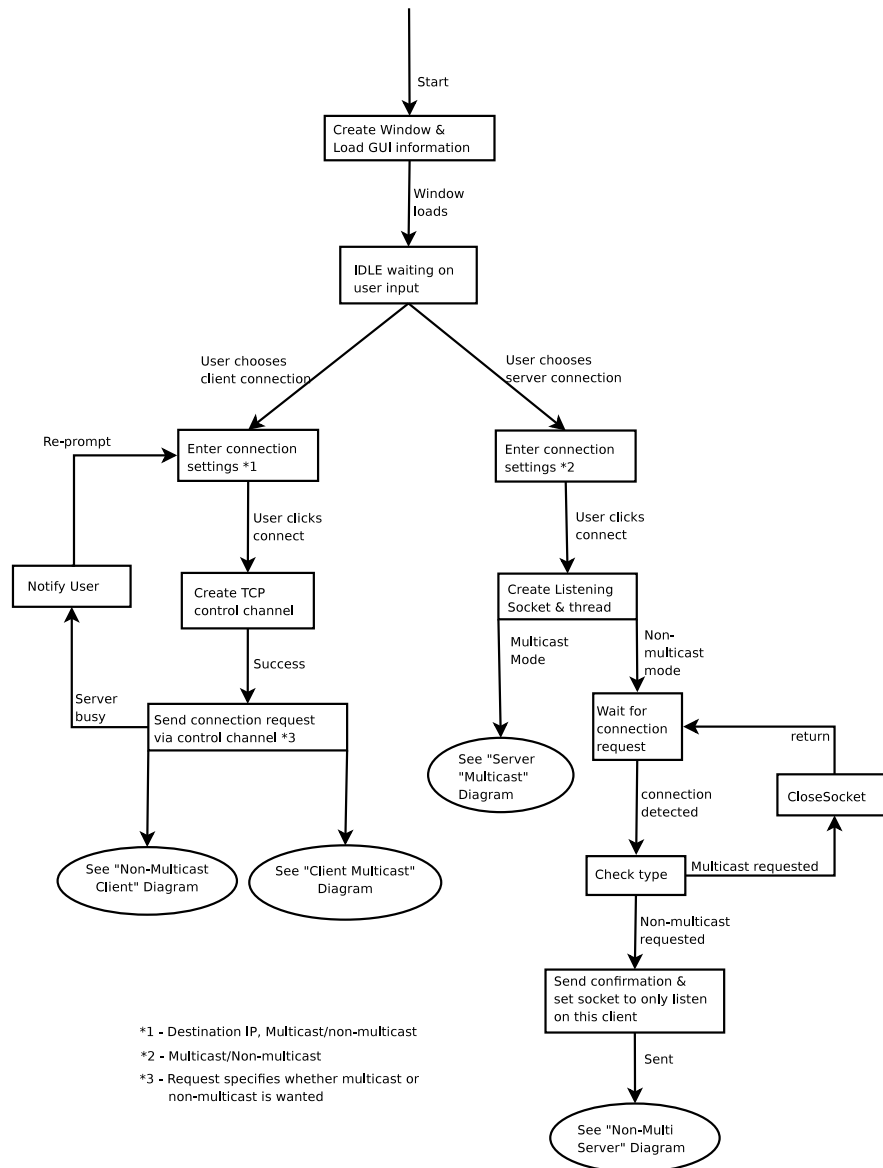 Start
Create Window &
Load GUI information
Window
loads
IDLE waiting on
user input
User chooses
client connection
User chooses
server connection
Re-prompt
Enter connection
settings *1
Enter connection
settings *2
User clicks
connect
User clicks
connect
Notify User
Create TCP
control channel
Create Listening
Socket & thread
Success
Multicast
Mode
Non-
multicast
mode
Server
busy
Send connection request
via control channel *3
Wait for
connection
request
return
See "Server
"Multicast"
Diagram
connection
detected
CloseSocket
See "Non-Multicast
Client" Diagram
See "Client Multicast"
Diagram
Check type
Multicast requested
Non-multicast
requested
Send confirmation &
set socket to only listen
on this client
*1 - Destination IP, Multicast/non-multicast
*2 - Multicast/Non-multicast
*3 - Request specifies whether multicast or
non-multicast is wanted
Sent
See "Non-Multi
Server" Diagram